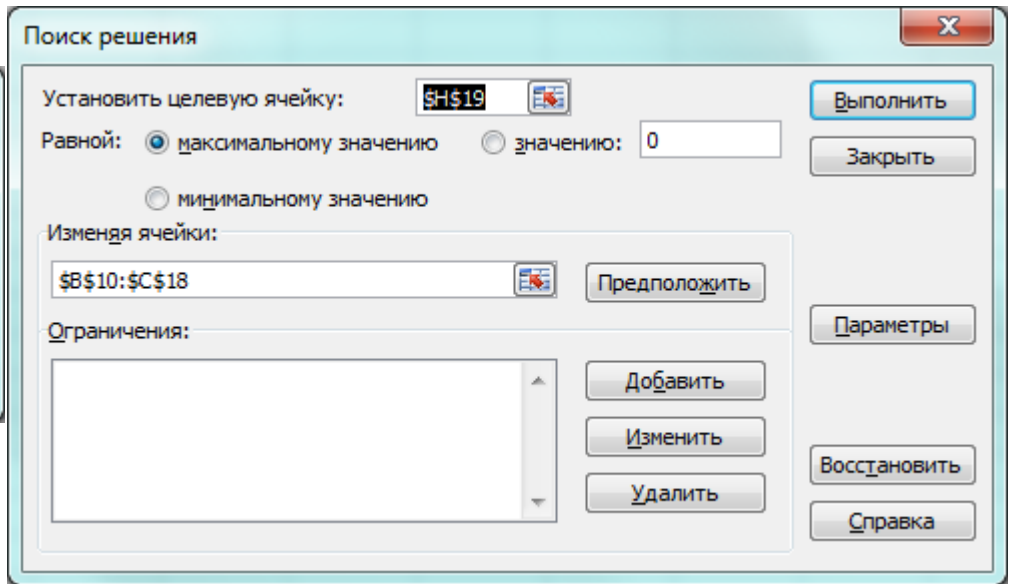 Поиск решения
Установить целевую ячейку: $H$19
Выполнить
Равной: максимальному значению значению: 0
Закрыть
минимальному значению
Изменяя ячейки:
$B$10:$C$18 Предположить
Параметры
Ограничения:
Добавить
Изменить
Восстановить
Удалить
Справка